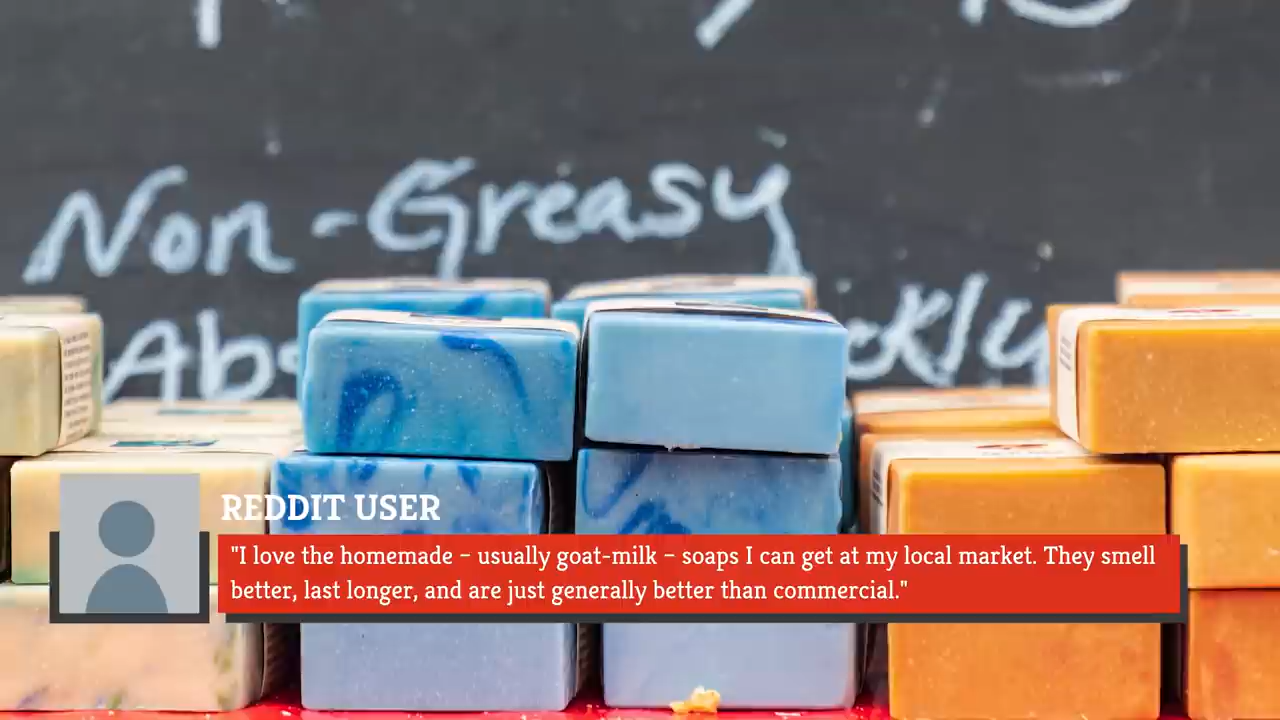 Non-Greasy
REDDIT USER
"I love the homemade – usually goat-milk – soaps I can get at my local market. They smell
better, last longer, and are just generally better than commercial."